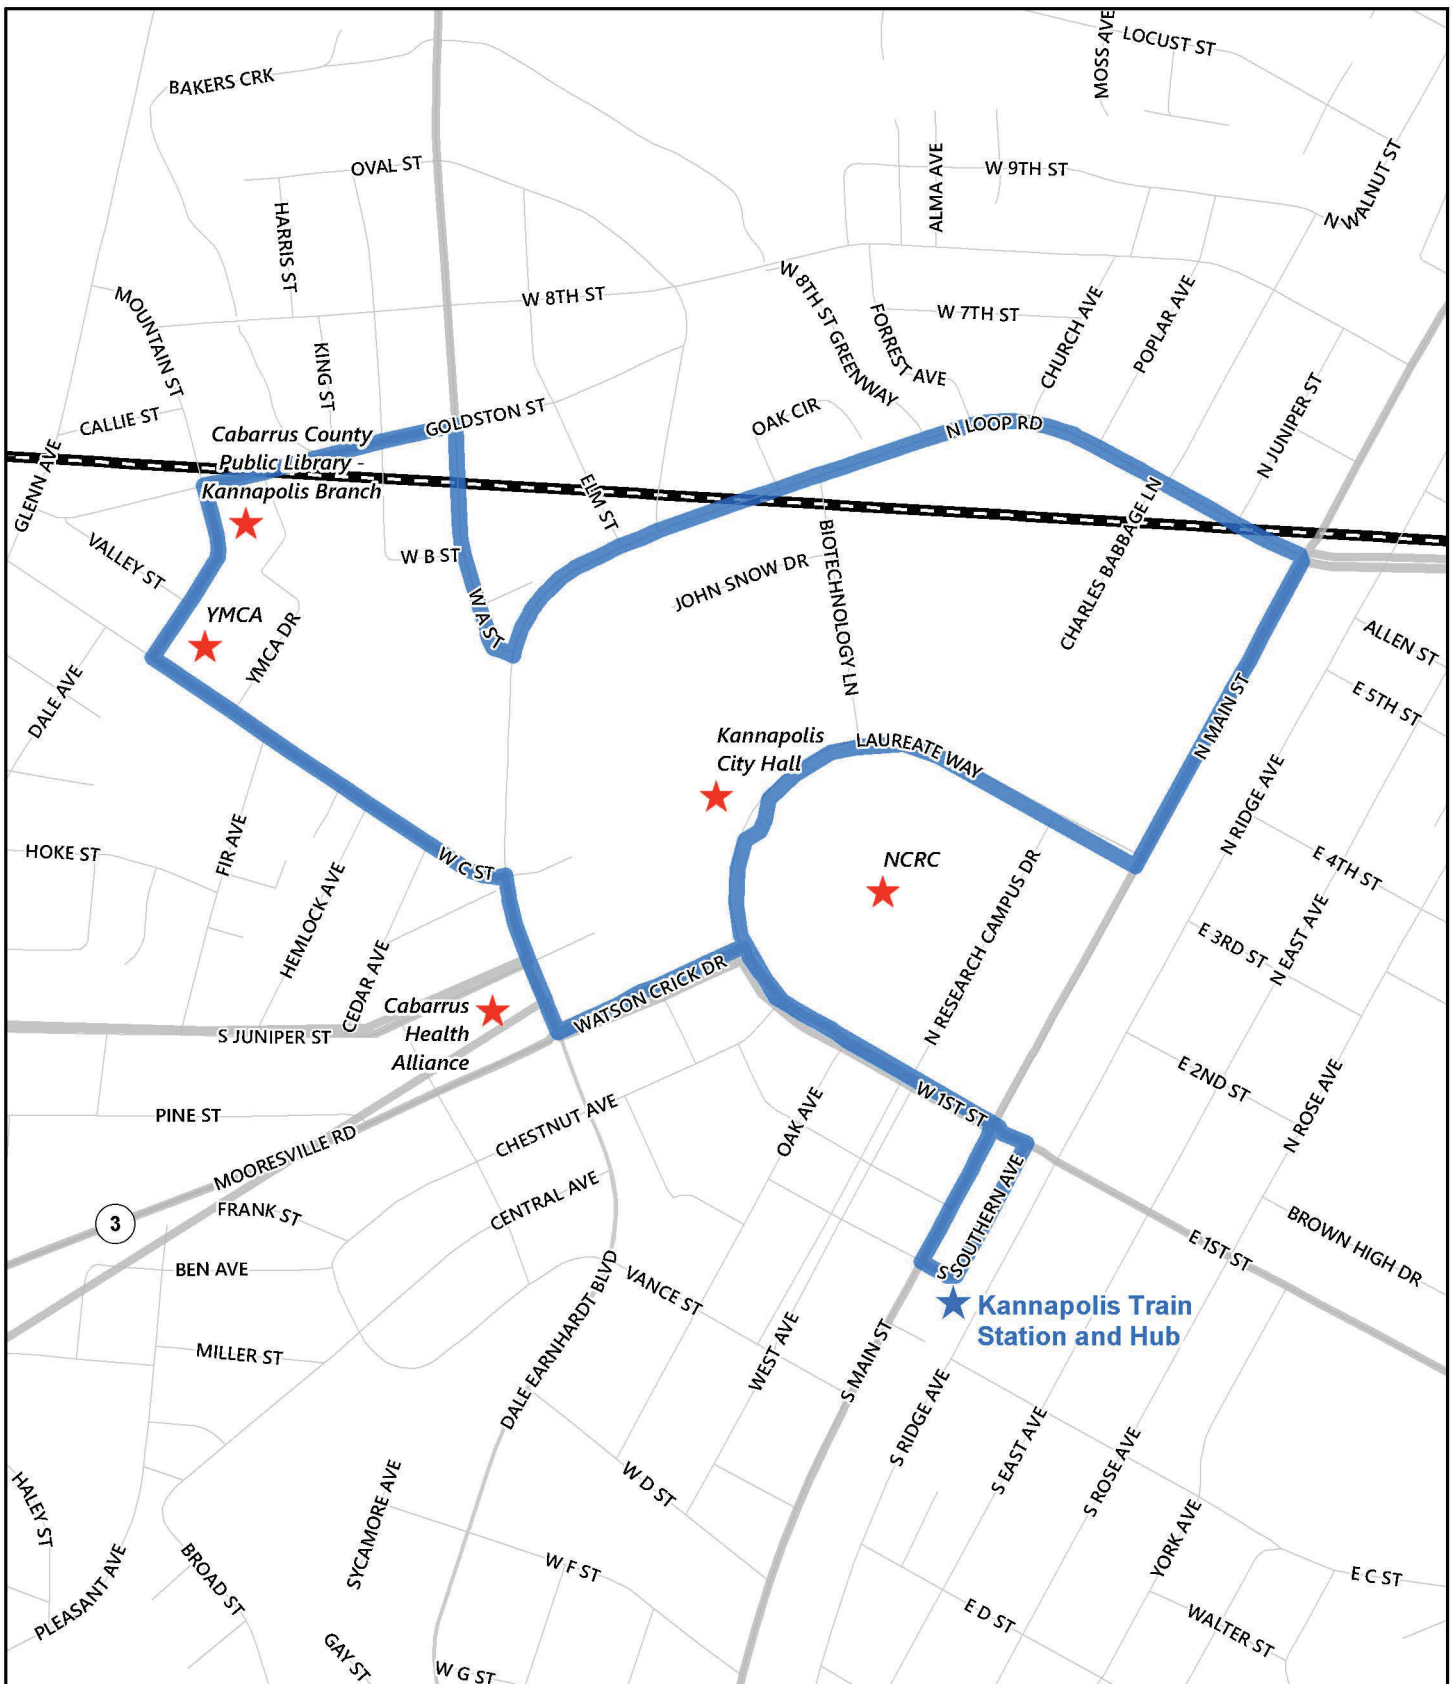 LOCUST ST
MOSS AVE
BAKERS CRK
OVAL ST
W 9TH ST
ALMA AVE
N WALNUT ST
HARRIS ST
W 8TH ST
W 8TH ST GREENWAY
W 7TH ST
FORREST AVE
CHURCH AVE
POPLAR AVE
MOUNTAIN ST
KING ST
CALLIE ST
GOLDSTON ST
OAK CIR
N LOOP RD
N JUNIPER ST
Cabarrus County
Public Library -
Kannapolis Branch
GLENN AVE
ELM ST
CHARLES BABBAGE LN
VALLEY ST
W B ST
BIOTECHNOLOGY LN
JOHN SNOW DR
YMCA
YMCA DR
W A ST
ALLEN ST
E 5TH ST
DALE AVE
N MAIN ST
Kannapolis
City Hall
LAUREATE WAY
N RIDGE AVE
HOKE ST
FIR AVE
W C ST
NCRC
E 4TH ST
HEMLOCK AVE
CEDAR AVE
N RESEARCH CAMPUS DR
E 3RD ST
N EAST AVE
WATSON CRICK DR
Cabarrus
Health
Alliance
S JUNIPER ST
E 2ND ST
N ROSE AVE
PINE ST
CHESTNUT AVE
OAK AVE
W 1ST ST
MOORESVILLE RD
3
FRANK ST
CENTRAL AVE
S SOUTHERN AVE
BROWN HIGH DR
E 1ST ST
BEN AVE
VANCE ST
Kannapolis Train
Station and Hub
MILLER ST
DALE EARNHARDT BLVD
WEST AVE
S MAIN ST
S RIDGE AVE
S EAST AVE
S ROSE AVE
HALEY ST
SYCAMORE AVE
W D ST
YORK AVE
PLEASANT AVE
BROAD ST
W F ST
E C ST
E D ST
WALTER ST
GAY ST
W G ST